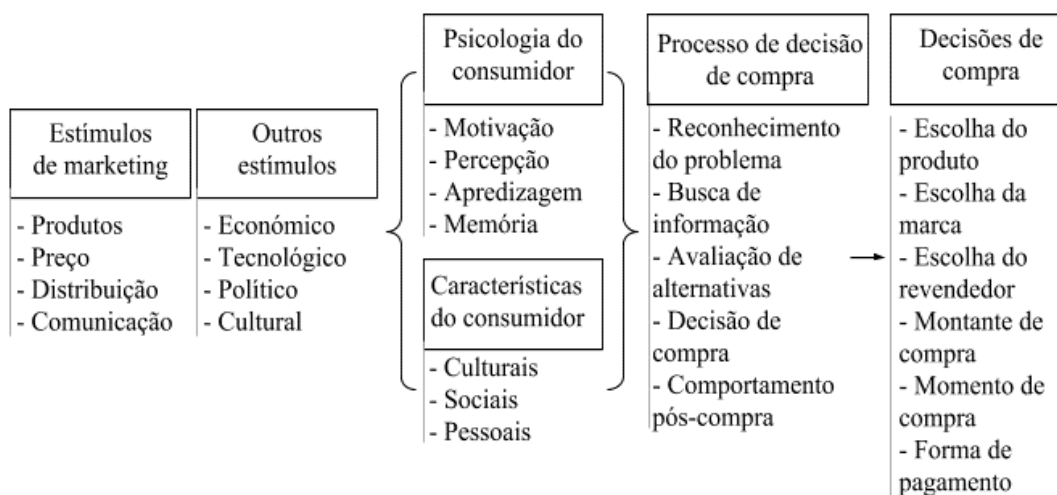 Estímulos
de marketing
- Produtos
- Preço
- Distribuição
- Comunicação
Outros
estímulos
- Económico
- Tecnológico
- Político
- Cultural
Psicologia do
consumidor
- Motivação
- Percepção
- Apredizagem
- Memória
Características
do consumidor
- Culturais
- Sociais
- Pessoais
Processo de decisão
de compra
- Reconhecimento
do problema
- Busca de
informação
- Avaliação de
alternativas
- Decisão de
compra
- Comportamento
pós-compra
Decisões de
compra
- Escolha do
produto
- Escolha da
marca
- Escolha do
revendedor
- Montante de
compra
- Momento de
compra
- Forma de
pagamento